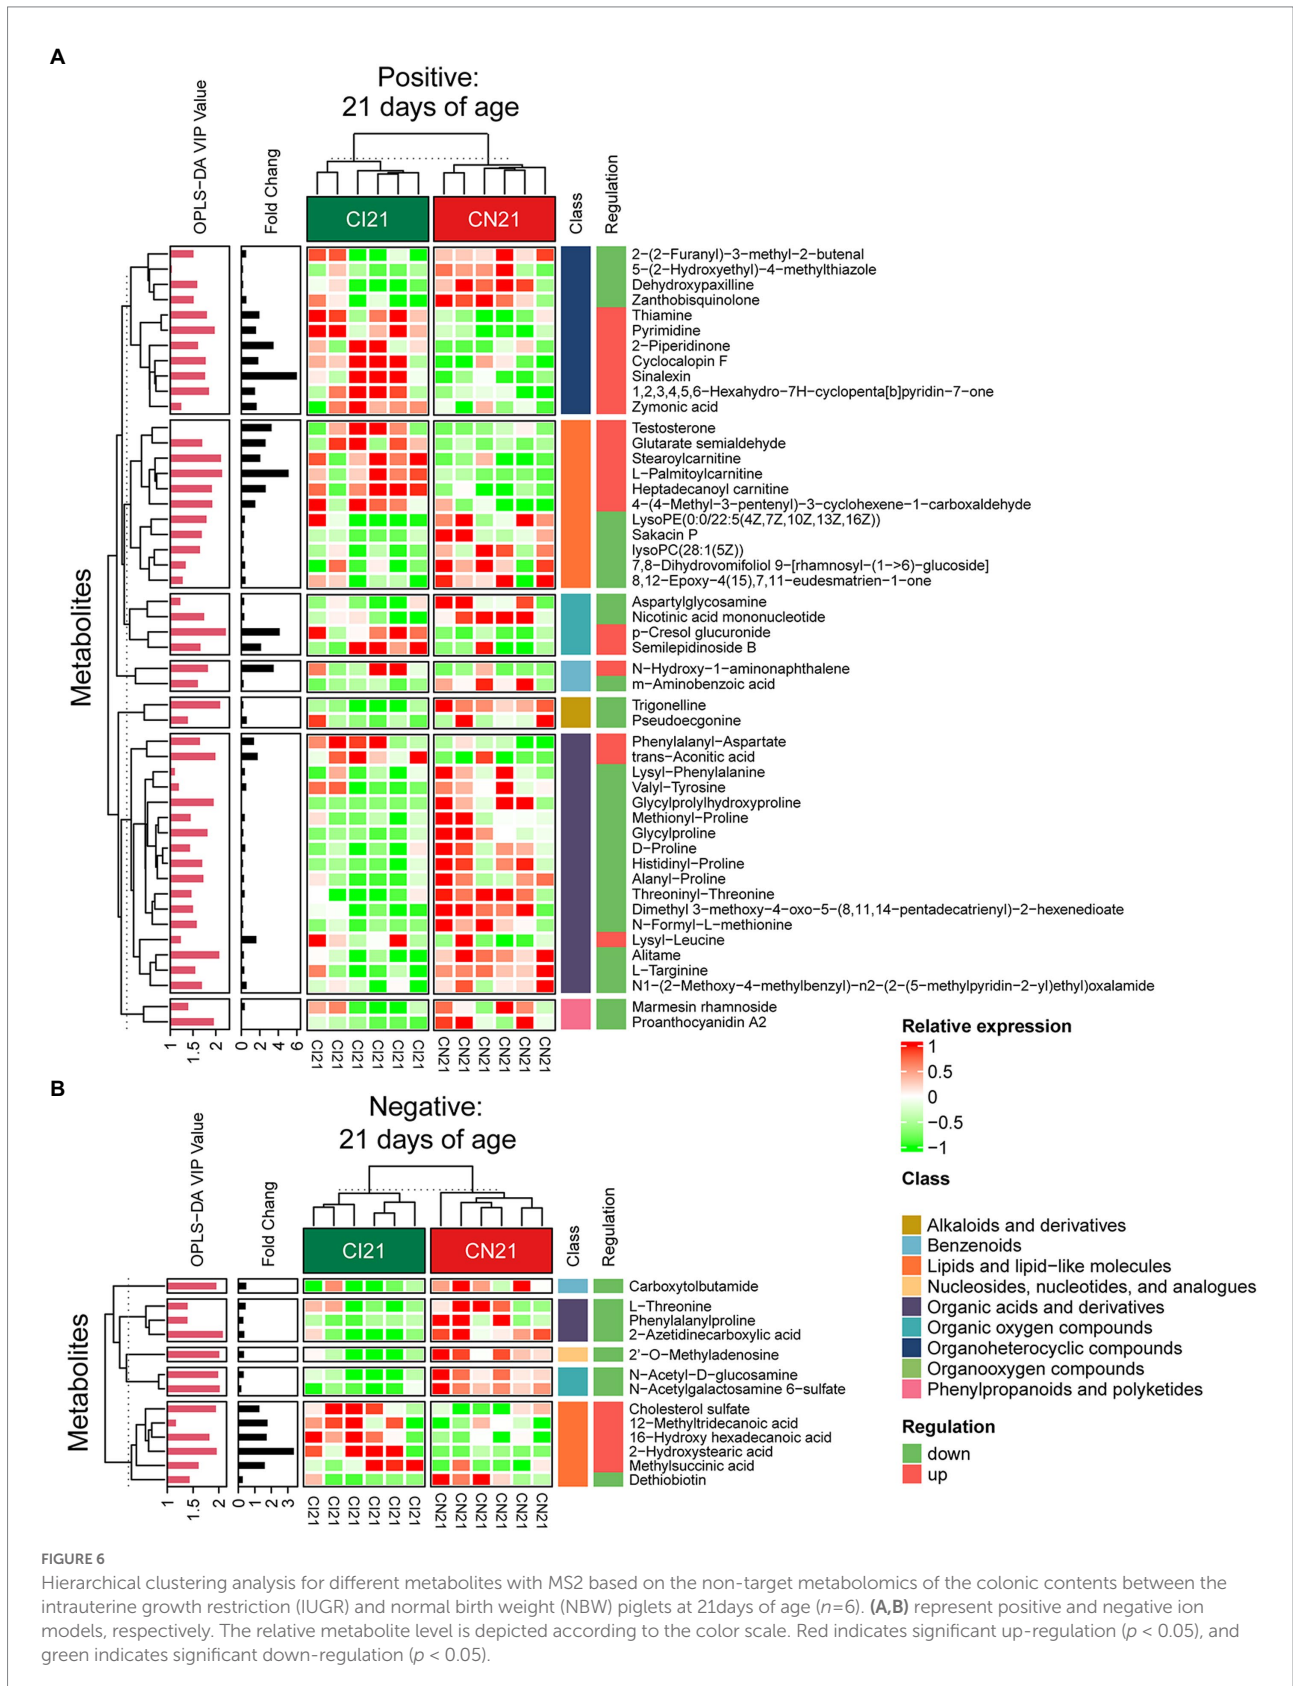 A
Positive:
21 days of age
OPLS−DA VIP Value
Fold Chang
CI21
CN21
Class
Regulation
Metabolites
2−(2−Furanyl)−3−methyl−2−butenal
5−(2−Hydroxyethyl)−4−methylthiazole
Dehydroxypaxilline
Zanthobisquinolone
Thiamine
Pyrimidine
2−Piperidinone
Cyclocalopin F
Sinalexin
1,2,3,4,5,6−Hexahydro−7H−cyclopenta[b]pyridin−7−one
Zymonic acid
Testosterone
Glutarate semialdehyde
Stearoylcarnitine
L−Palmitoylcarnitine
Heptadecanoyl carnitine
4−(4−Methyl−3−pentenyl)−3−cyclohexene−1−carboxaldehyde
LysoPE(0:0/22:5(4Z,7Z,10Z,13Z,16Z))
Sakacin P
lysoPC(28:1(5Z))
7,8−Dihydrovomifoliol 9−[rhamnosyl−(1−>6)−glucoside]
8,12−Epoxy−4(15),7,11−eudesmatrien−1−one
Aspartylglycosamine
Nicotinic acid mononucleotide
p−Cresol glucuronide
Semilepidinoside B
N−Hydroxy−1−aminonaphthalene
m−Aminobenzoic acid
Trigonelline
Pseudoecgonine
Phenylalanyl−Aspartate
trans−Aconitic acid
Lysyl−Phenylalanine
Valyl−Tyrosine
Glycylprolylhydroxyproline
Methionyl−Proline
Glycylproline
D−Proline
Histidinyl−Proline
Alanyl−Proline
Threoninyl−Threonine
Dimethyl 3−methoxy−4−oxo−5−(8,11,14−pentadecatrienyl)−2−hexenedioate
N−Formyl−L−methionine
Lysyl−Leucine
Alitame
L−Targinine
N1−(2−Methoxy−4−methylbenzyl)−n2−(2−(5−methylpyridin−2−yl)ethyl)oxalamide
Marmesin rhamnoside
Proanthocyanidin A2
1 1.5 2 0 2 4 6 CI21 CI21 CI21 CI21 CI21 CI21 CN21 CN21 CN21 CN21 CN21 CN21
Relative expression
1
0.5
0
−0.5
−1
Class
Alkaloids and derivatives
Benzenoids
Lipids and lipid−like molecules
Nucleosides, nucleotides, and analogues
Organic acids and derivatives
Organic oxygen compounds
Organoheterocyclic compounds
Organooxygen compounds
Phenylpropanoids and polyketides
Regulation
down
up
B
Negative:
21 days of age
OPLS−DA VIP Value
Fold Chang
CI21
CN21
Class
Regulation
Metabolites
Carboxytolbutamide
L−Threonine
Phenylalanylproline
2−Azetidinecarboxylic acid
2'−O−Methyladenosine
N−Acetyl−D−glucosamine
N−Acetylgalactosamine 6−sulfate
Cholesterol sulfate
12−Methyltridecanoic acid
16−Hydroxy hexadecanoic acid
2−Hydroxystearic acid
Methylsuccinic acid
Dethiobiotin
1 1.5 2 0 1 2 3 CI21 CI21 CI21 CI21 CI21 CI21 CN21 CN21 CN21 CN21 CN21 CN21
FIGURE 6
Hierarchical clustering analysis for different metabolites with MS2 based on the non-target metabolomics of the colonic contents between the
intrauterine growth restriction (IUGR) and normal birth weight (NBW) piglets at 21days of age (n=6). (A,B) represent positive and negative ion
models, respectively. The relative metabolite level is depicted according to the color scale. Red indicates significant up-regulation (p < 0.05), and
green indicates significant down-regulation (p < 0.05).